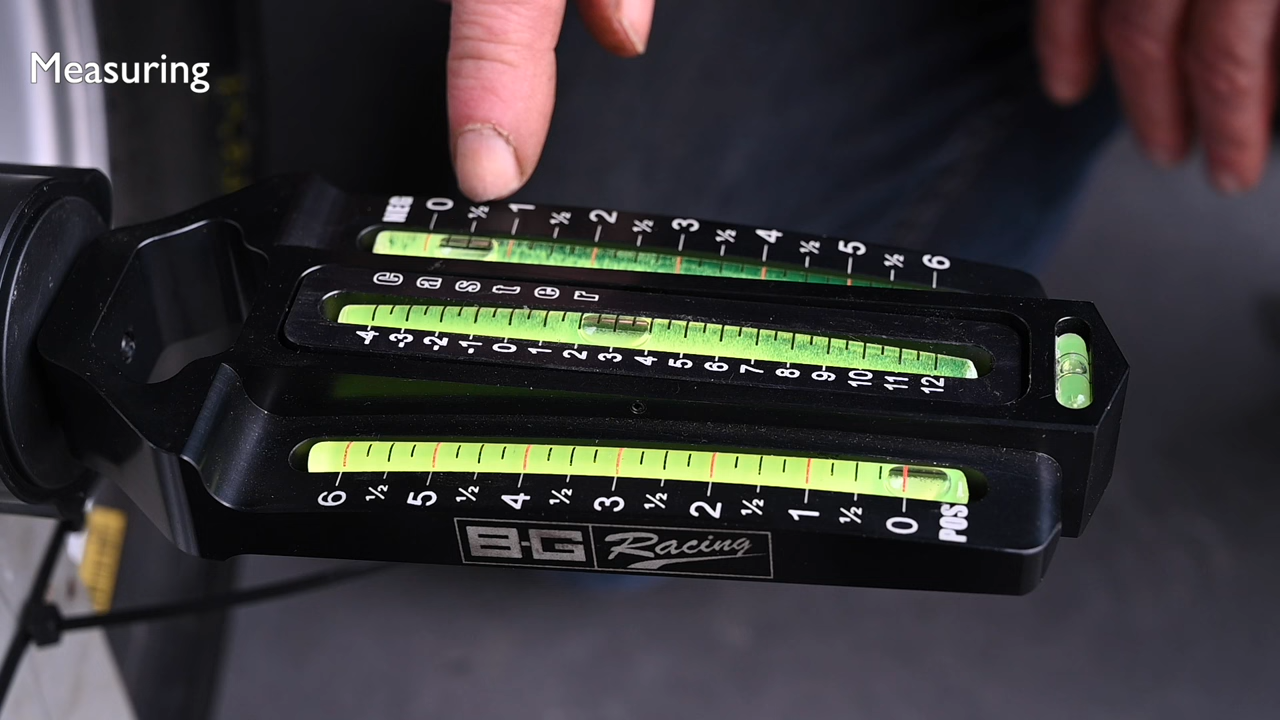 Measuring
NEG 0 ½ 1 ½ 2 ½ 3 ½ 4 ½ 5 ½ 6
Caster
-4 -3 -2 -1 0 1 2 3 4 5 6 7 8 9 10 11 12
6 ½ 5 ½ 4 ½ 3 ½ 2 ½ 1 ½ 0 POS
B-G Racing